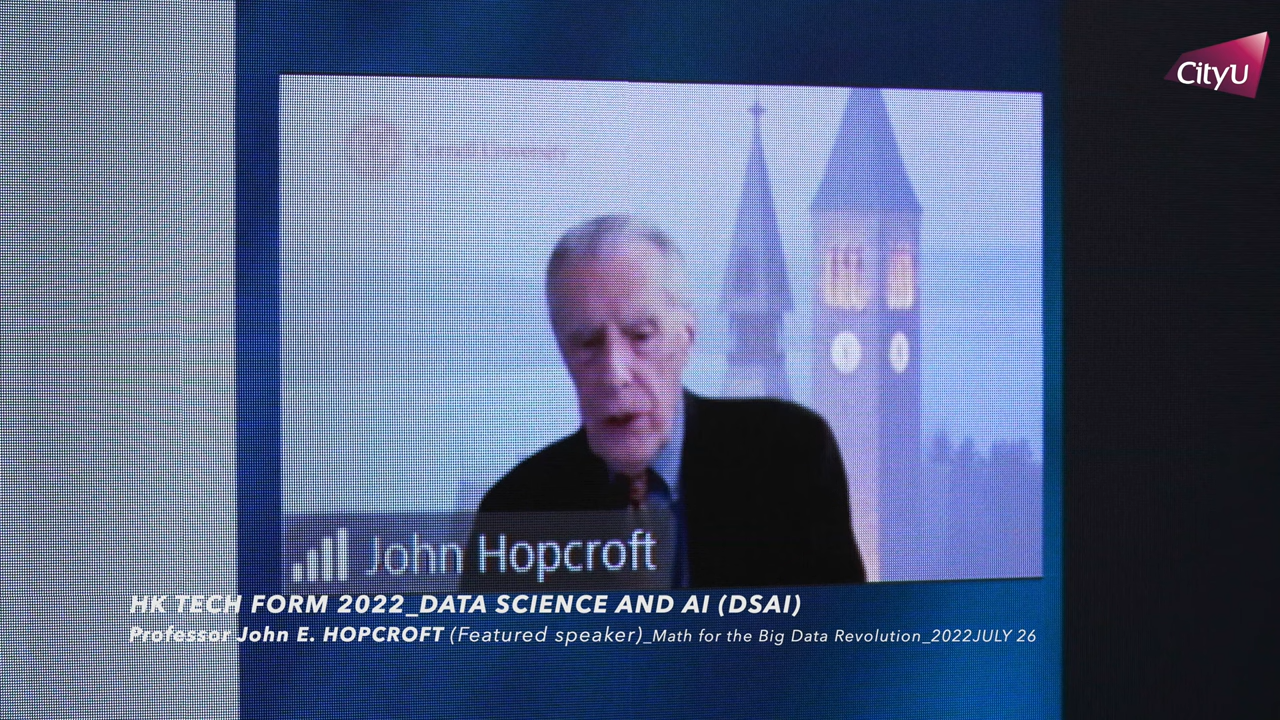 CityU
John Hopcroft
HK TECH FORM 2022_DATA SCIENCE AND AI (DSAI)
Professor John E. HOPCROFT (Featured speaker)_Math for the Big Data Revolution_2022JULY 26